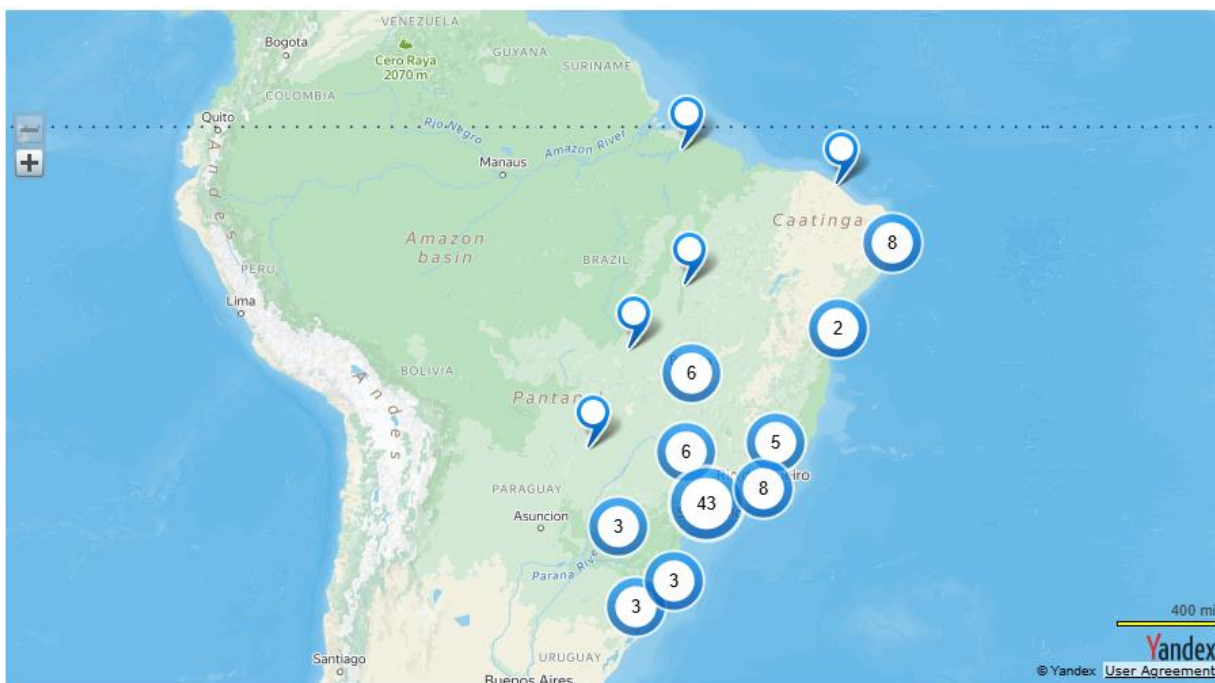 VENEZUELA
Bogota
Cero Raya
2070 m
GUYANA
SURINAME
COLOMBIA
Quito
Rio Negro
Amazon River
Manaus
Andes
Caatinga
Amazon
basin
BRAZIL
8
PERU
Lima
2
6
BOLIVIA
Andes
5
6
8
43
PARAGUAY
Asuncion
3
Parana
3
3
400 mi
Yandex
URUGUAY
Santiago
© Yandex User Agreement
Buenos Aires